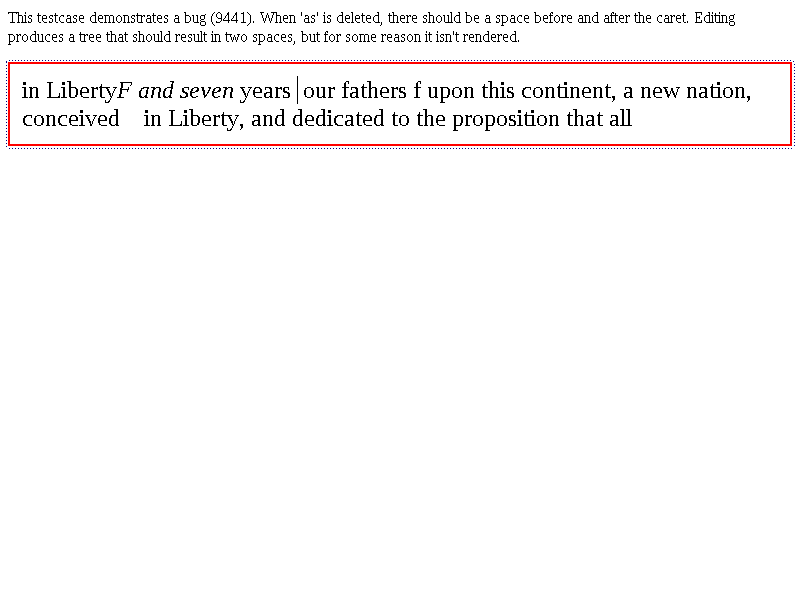 This testcase demonstrates a bug (9441). When 'as' is deleted, there should be a space before and after the caret. Editing
produces a tree that should result in two spaces, but for some reason it isn't rendered.
in LibertyF and seven years our fathers f upon this continent, a new nation,
conceived    in Liberty, and dedicated to the proposition that all